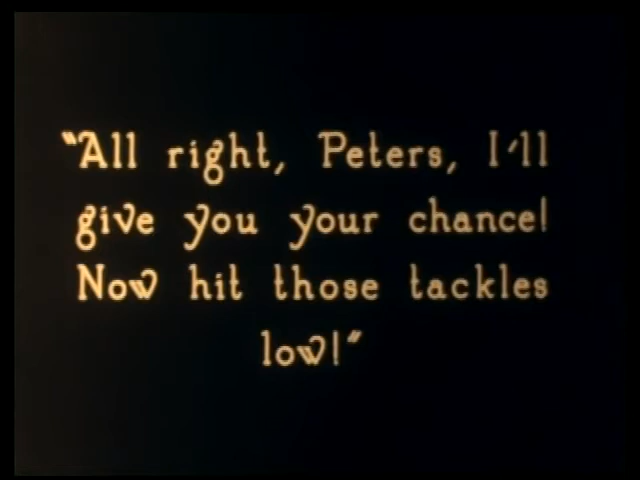 "All right, Peters, I'll
give you your chance!
Now hit those tackles
low!"